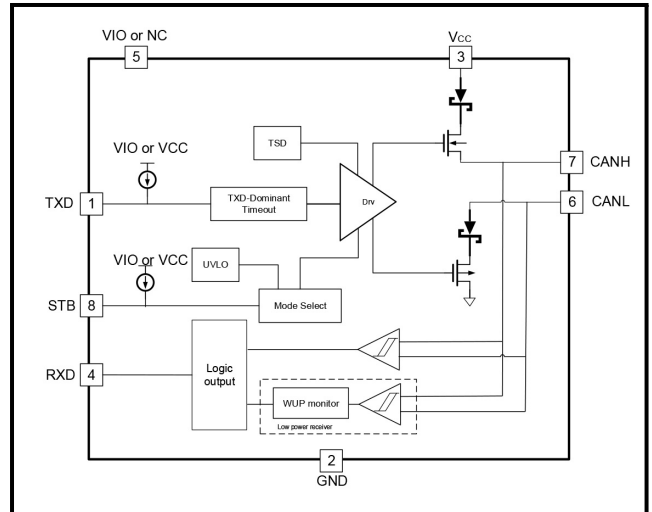 VIO or NC
5
VCC
3
VIO or VCC
TSD
7 CANH
TXD 1
TXD-Dominant
Timeout
Drv
6 CANL
VIO or VCC
UVLO
STB 8
Mode Select
RXD 4
Logic
output
WUP monitor
Low power receiver
2
GND